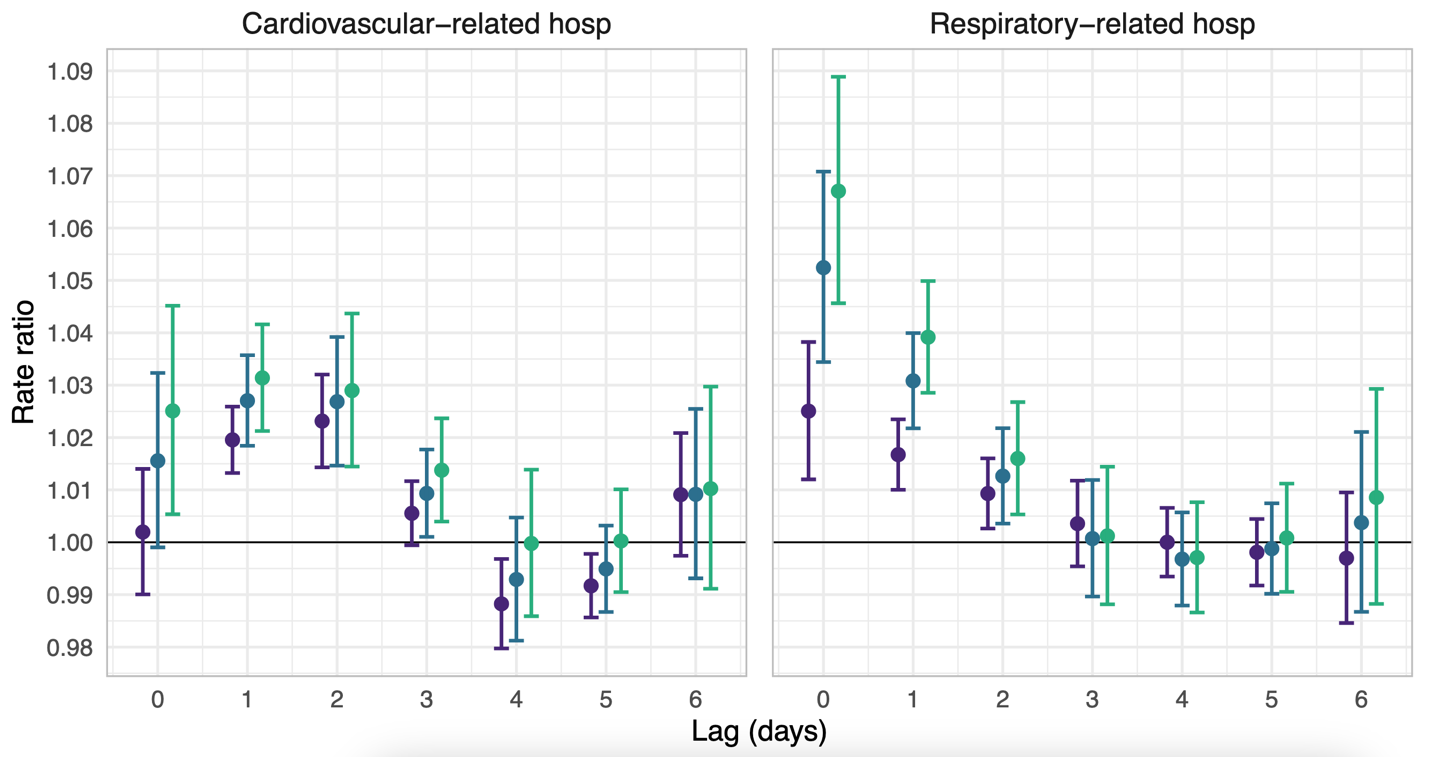 Cardiovascular−related hosp
Respiratory−related hosp
Rate ratio
1.09
1.08
1.07
1.06
1.05
1.04
1.03
1.02
1.01
1.00
0.99
0.98
0 1 2 3 4 5 6
0 1 2 3 4 5 6
Lag (days)